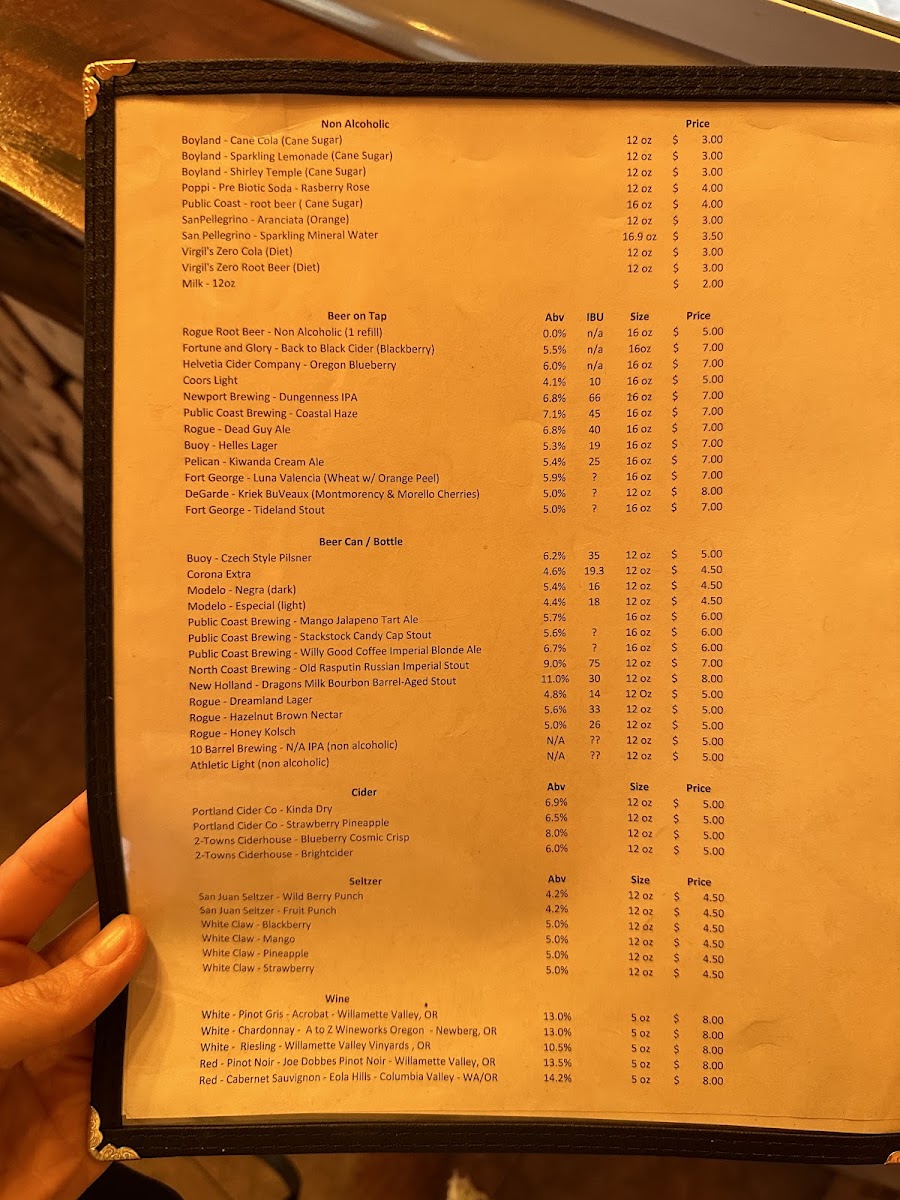 Non Alcoholic Price
Boyland - Cane Cola (Cane Sugar) 12 oz $ 3.00
Boyland - Sparkling Lemonade (Cane Sugar) 12 oz $ 3.00
Boyland - Shirley Temple (Cane Sugar) 12 oz $ 3.00
Poppi - Pre Biotic Soda - Rasberry Rose 12 oz $ 4.00
Public Coast - root beer ( Cane Sugar) 16 oz $ 4.00
SanPellegrino - Aranciata (Orange) 12 oz $ 3.00
San Pellegrino - Sparkling Mineral Water 16.9 oz $ 3.50
Virgil's Zero Cola (Diet) 12 oz $ 3.00
Virgil's Zero Root Beer (Diet) 12 oz $ 3.00
Milk - 12oz $ 2.00
Beer on Tap Abv IBU Size Price
Rogue Root Beer - Non Alcoholic (1 refill) 0.0% n/a 16 oz $ 5.00
Fortune and Glory - Back to Black Cider (Blackberry) 5.5% n/a 16oz $ 7.00
Helvetia Cider Company - Oregon Blueberry 6.0% n/a 16 oz $ 7.00
Coors Light 4.1% 10 16 oz $ 5.00
Newport Brewing - Dungenness IPA 6.8% 66 16 oz $ 7.00
Public Coast Brewing - Coastal Haze 7.1% 45 16 oz $ 7.00
Rogue - Dead Guy Ale 6.8% 40 16 oz $ 7.00
Buoy - Helles Lager 5.3% 19 16 oz $ 7.00
Pelican - Kiwanda Cream Ale 5.4% 25 16 oz $ 7.00
Fort George - Luna Valencia (Wheat w/ Orange Peel) 5.9% ? 16 oz $ 7.00
DeGarde - Kriek BuVeaux (Montmorency & Morello Cherries) 5.0% ? 12 oz $ 8.00
Fort George - Tideland Stout 5.0% ? 16 oz $ 7.00
Beer Can / Bottle
Buoy - Czech Style Pilsner 6.2% 35 12 oz $ 5.00
Corona Extra 4.6% 19.3 12 oz $ 4.50
Modelo - Negra (dark) 5.4% 16 12 oz $ 4.50
Modelo - Especial (light) 4.4% 18 12 oz $ 4.50
Public Coast Brewing - Mango Jalapeno Tart Ale 5.7% 16 oz $ 6.00
Public Coast Brewing - Stackstock Candy Cap Stout 5.6% ? 16 oz $ 6.00
Public Coast Brewing - Willy Good Coffee Imperial Blonde Ale 6.7% ? 16 oz $ 6.00
North Coast Brewing - Old Rasputin Russian Imperial Stout 9.0% 75 12 oz $ 7.00
New Holland - Dragons Milk Bourbon Barrel-Aged Stout 11.0% 30 12 oz $ 8.00
Rogue - Dreamland Lager 4.8% 14 12 Oz $ 5.00
Rogue - Hazelnut Brown Nectar 5.6% 33 12 oz $ 5.00
Rogue - Honey Kolsch 5.0% 26 12 oz $ 5.00
10 Barrel Brewing - N/A IPA (non alcoholic) N/A ?? 12 oz $ 5.00
Athletic Light (non alcoholic) N/A ?? 12 oz $ 5.00
Cider Abv Size Price
Portland Cider Co - Kinda Dry 6.9% 12 oz $ 5.00
Portland Cider Co - Strawberry Pineapple 6.5% 12 oz $ 5.00
2-Towns Ciderhouse - Blueberry Cosmic Crisp 8.0% 12 oz $ 5.00
2-Towns Ciderhouse - Brightcider 6.0% 12 oz $ 5.00
Seltzer Abv Size Price
San Juan Seltzer - Wild Berry Punch 4.2% 12 oz $ 4.50
San Juan Seltzer - Fruit Punch 4.2% 12 oz $ 4.50
White Claw - Blackberry 5.0% 12 oz $ 4.50
White Claw - Mango 5.0% 12 oz $ 4.50
White Claw - Pineapple 5.0% 12 oz $ 4.50
White Claw - Strawberry 5.0% 12 oz $ 4.50
Wine
White - Pinot Gris - Acrobat - Willamette Valley, OR 13.0% 5 oz $ 8.00
White - Chardonnay - A to Z Wineworks Oregon - Newberg, OR 13.0% 5 oz $ 8.00
White - Riesling - Willamette Valley Vinyards , OR 10.5% 5 oz $ 8.00
Red - Pinot Noir - Joe Dobbes Pinot Noir - Willamette Valley, OR 13.5% 5 oz $ 8.00
Red - Cabernet Sauvignon - Eola Hills - Columbia Valley - WA/OR 14.2% 5 oz $ 8.00